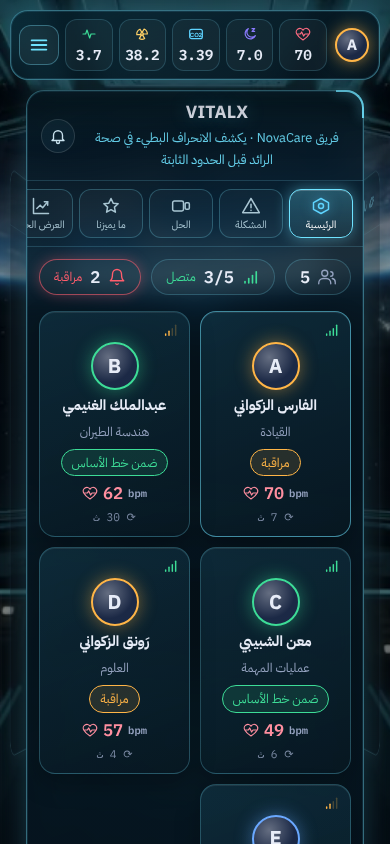 3.7
38.2
CO2
3.39
7.0
70
A
VITALX
فريق NovaCare · يكشف الانحراف البطيء في صحة
الرائد قبل الحدود الثابتة
الرئيسية
المشكلة
الحل
ما يميزنا
5
3/5 متصل
2 مراقبة
A
الفارس الزكواني
القيادة
مراقبة
70 bpm
⟳ 7 ث
B
عبدالملك الغنيمي
هندسة الطيران
ضمن خط الأساس
62 bpm
⟳ 30 ث
C
معن الشبيبي
عمليات المهمة
ضمن خط الأساس
49 bpm
⟳ 6 ث
D
رَونق الزكواني
العلوم
مراقبة
57 bpm
⟳ 4 ث
E